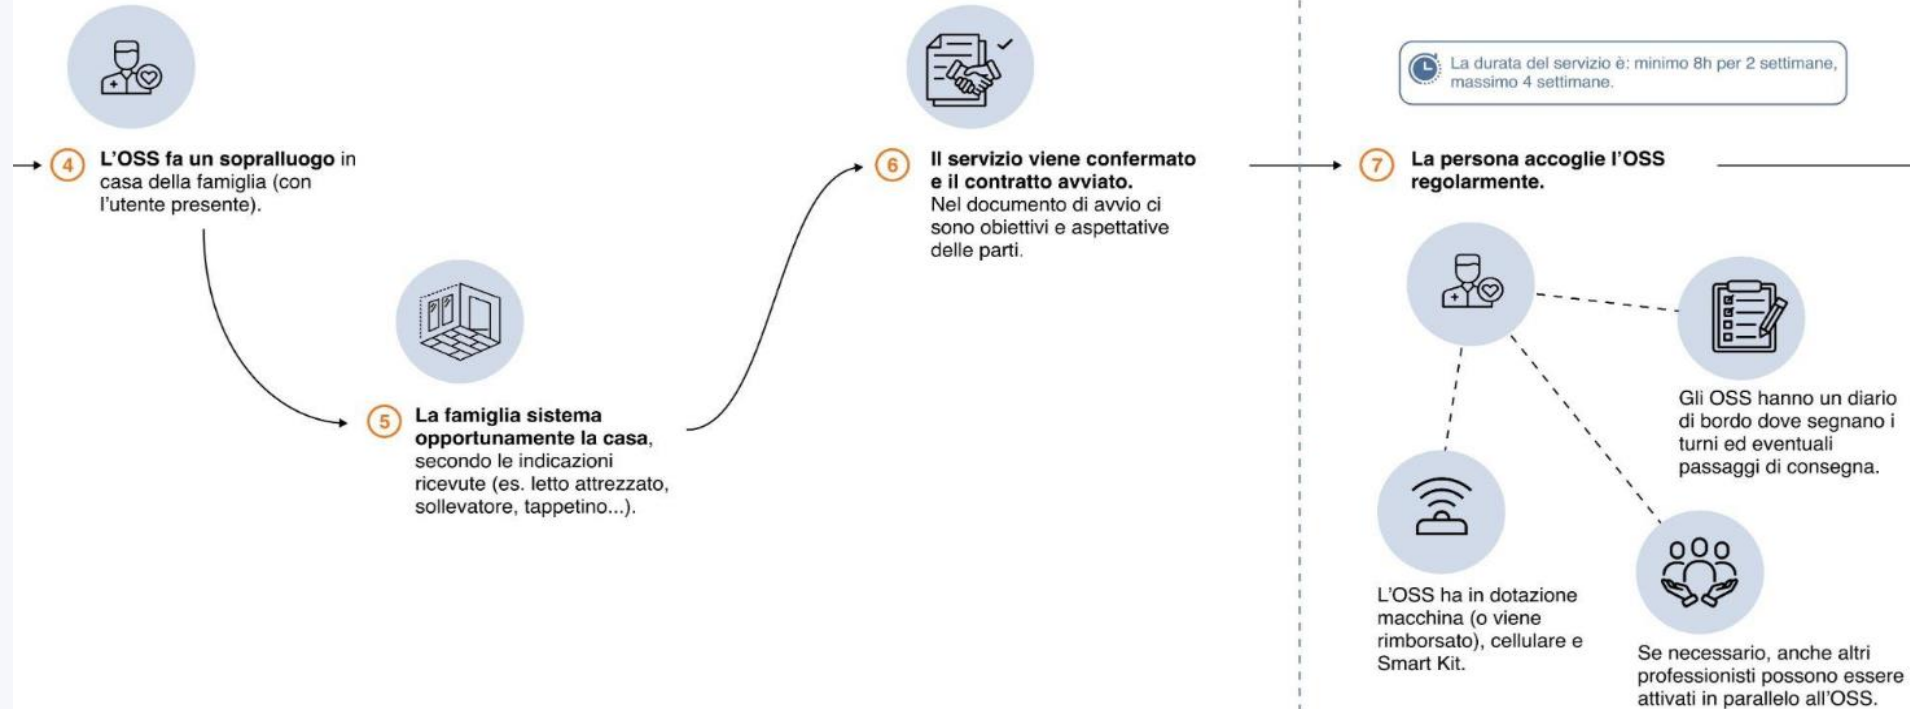 4
L'OSS fa un sopralluogo in
casa della famiglia (con
l'utente presente).
5
La famiglia sistema
opportunamente la casa,
secondo le indicazioni
ricevute (es. letto attrezzato,
sollevatore, tappetino...).
6
Il servizio viene confermato
e il contratto avviato.
Nel documento di avvio ci
sono obiettivi e aspettative
delle parti.
La durata del servizio è: minimo 8h per 2 settimane,
massimo 4 settimane.
7
La persona accoglie l'OSS
regolarmente.
Gli OSS hanno un diario
di bordo dove segnano i
turni ed eventuali
passaggi di consegna.
L'OSS ha in dotazione
macchina (o viene
rimborsato), cellulare e
Smart Kit.
Se necessario, anche altri
professionisti possono essere
attivati in parallelo all'OSS.